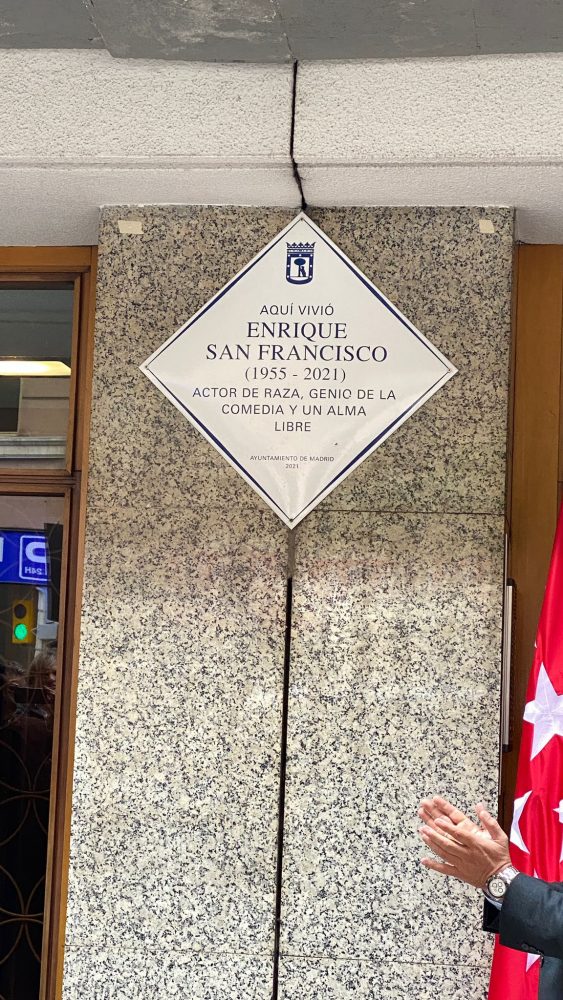 AQUÍ VIVIÓ
ENRIQUE
SAN FRANCISCO
(1955 - 2021)
ACTOR DE RAZA, GENIO DE LA
COMEDIA Y UN ALMA
LIBRE
AYUNTAMIENTO DE MADRID
2021
24H